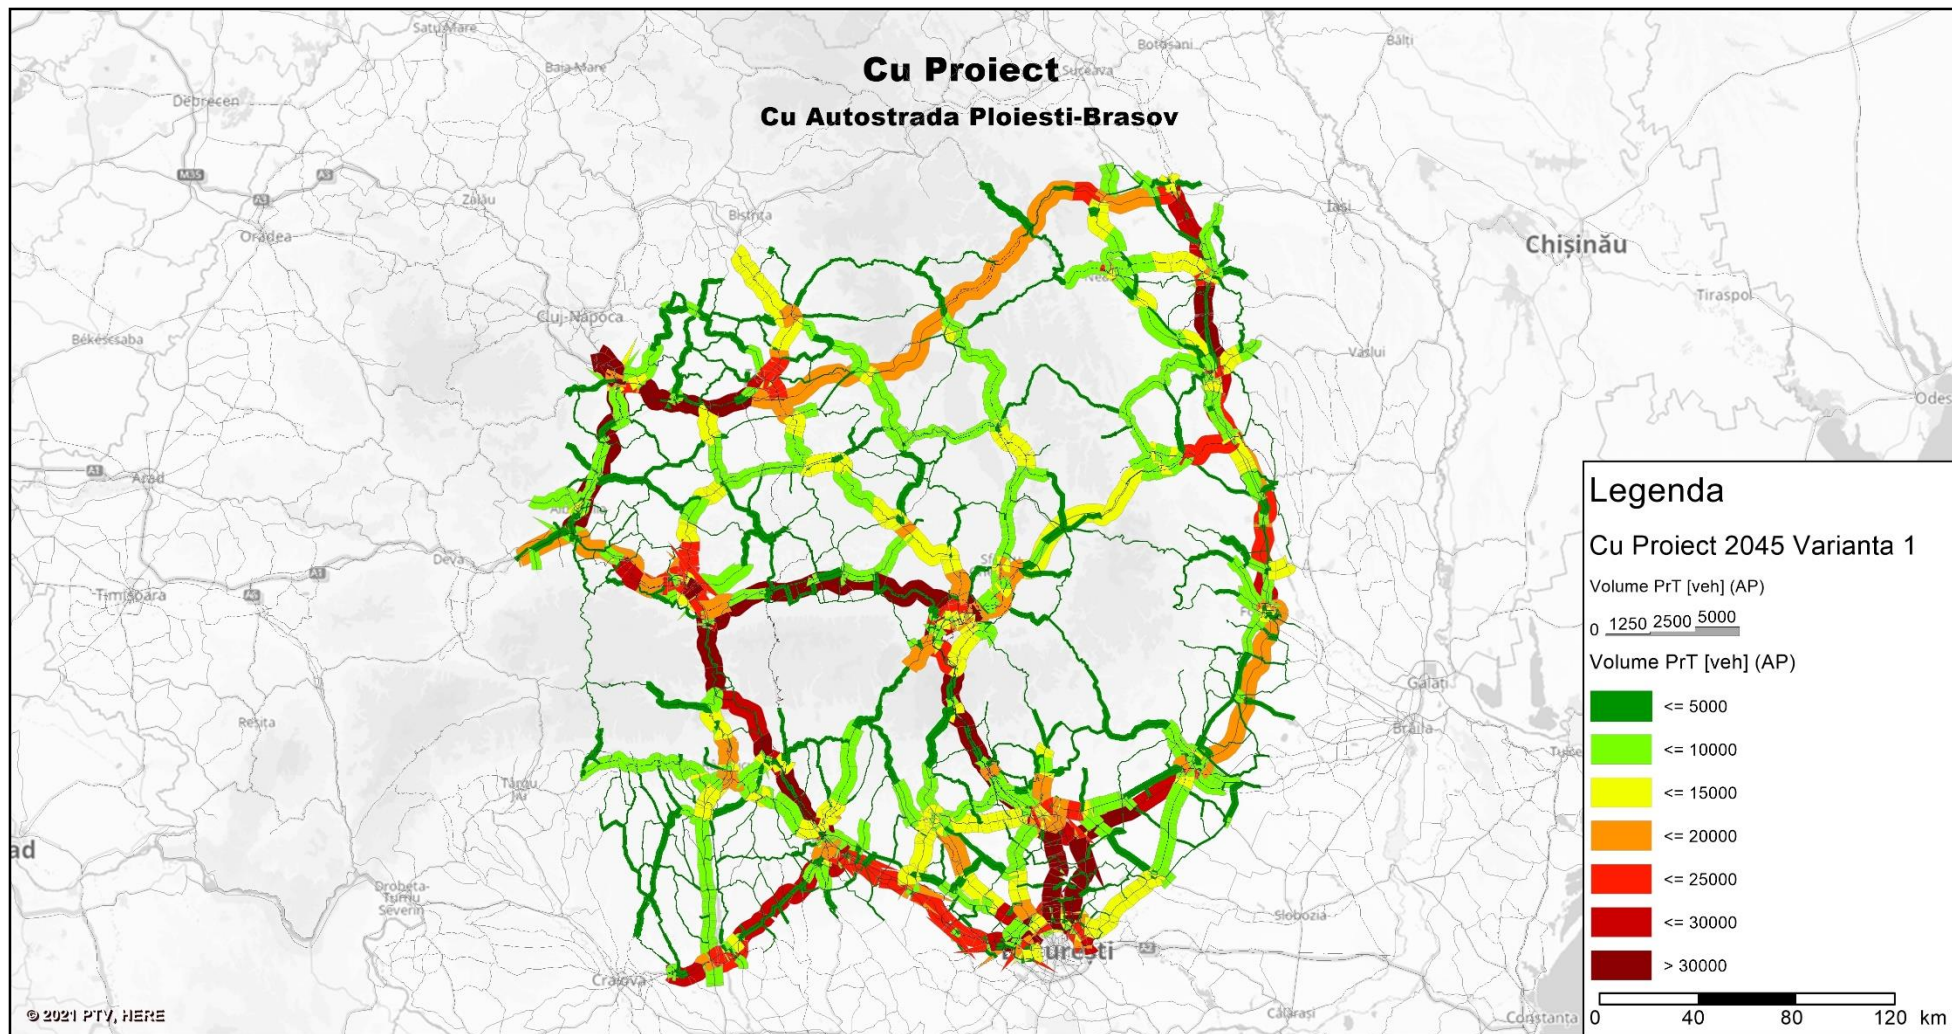 Cu Proiect
Cu Autostrada Ploiesti-Brasov
Satu Mare
Botoșani
Bălți
Baia Mare
Suceava
Debrecen
M35
A3
A3
Zalău
Bistrița
Iași
Oradea
Chișinău
Tiraspol
Cluj-Napoca
Békéscsaba
Vaslui
Odes
A1
Arad
Deva
A1
Timișoara
A6
Galați
Reșița
Brăila
Târgu
Jiu
ad
Drobeta-
Turnu
Severin
Slobozia
A2
Craiova
Călărași
Constanța
Legenda
Cu Proiect 2045 Varianta 1
Volume PrT [veh] (AP)
0 1250 2500 5000
Volume PrT [veh] (AP)
<= 5000
<= 10000
<= 15000
<= 20000
<= 25000
<= 30000
> 30000
0 40 80 120 km
© 2021 PTV, HERE